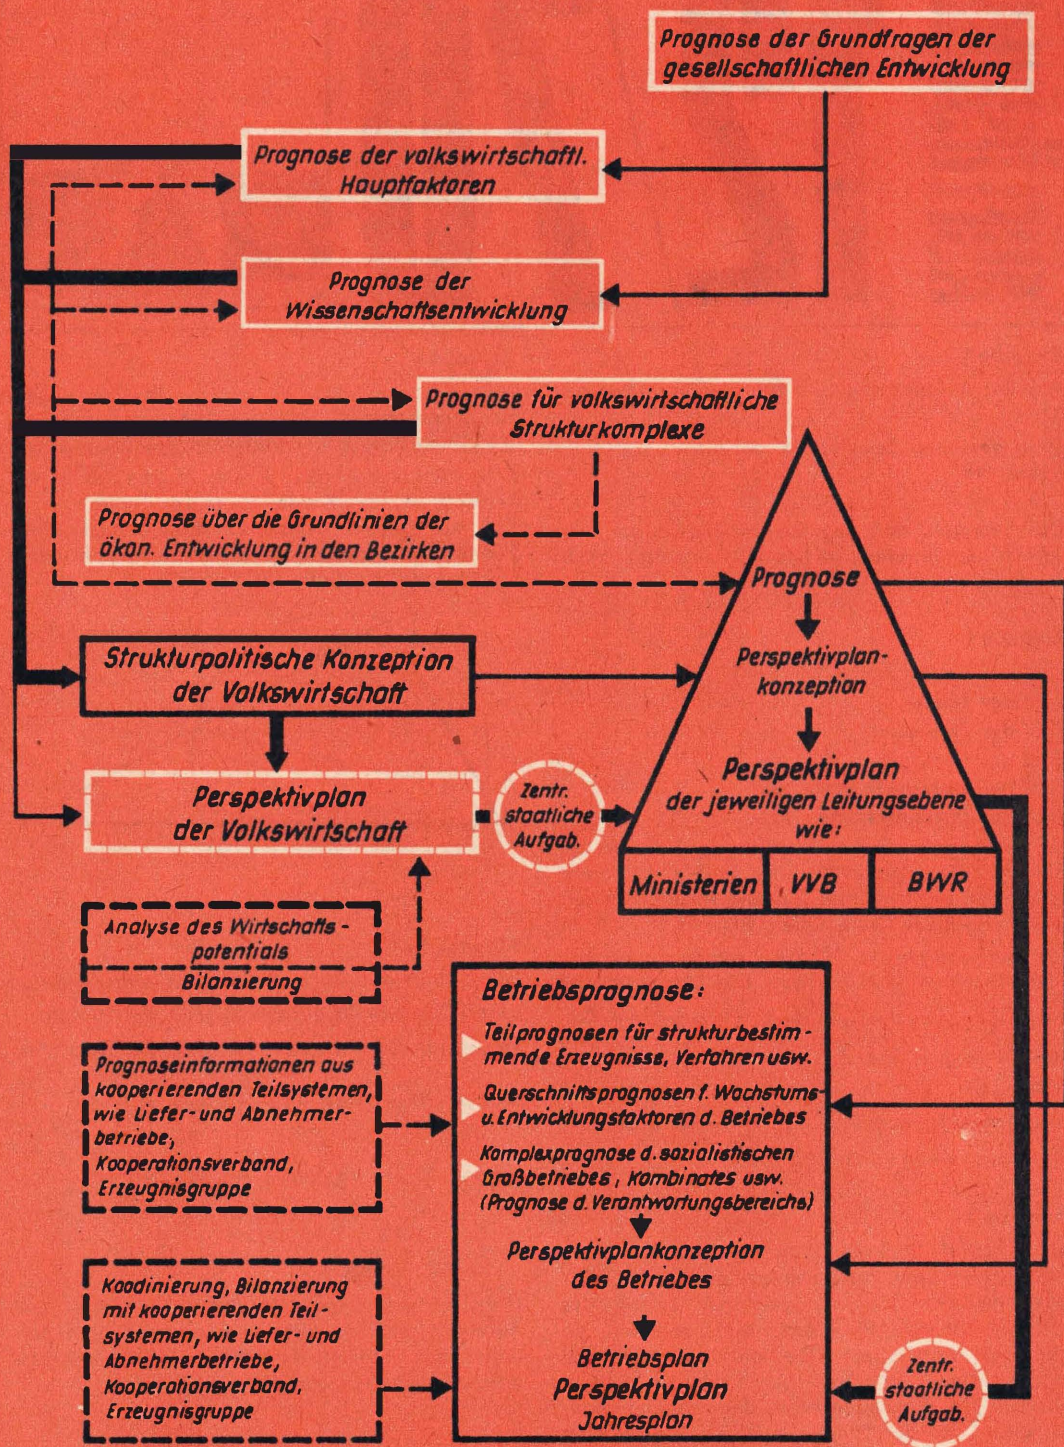 Prognose der Grundfragen der
gesellschaftlichen Entwicklung
Prognose der volkswirtschaftl.
Hauptfaktoren
Prognose der
Wissenschaftsentwicklung
Prognose für volkswirtschaftliche
Strukturkomplexe
Prognose über die Grundlinien der
ökon. Entwicklung in den Bezirken
Prognose
Perspektivplan-
konzeption
Perspektivplan
der jeweiligen Leitungsebene
wie:
Ministerien VVB BWR
Strukturpolitische Konzeption
der Volkswirtschaft
Perspektivplan
der Volkswirtschaft
Zentr.
staatliche
Aufgab.
Analyse des Wirtschafts-
potentials
Bilanzierung
Prognoseinformationen aus
kooperierenden Teilsystemen,
wie Liefer- und Abnehmer-
betriebe,
Kooperationsverband,
Erzeugnisgruppe
Koodinierung, Bilanzierung
mit kooperierenden Teil-
systemen, wie Liefer- und
Abnehmerbetriebe,
Kooperationsverband,
Erzeugnisgruppe
Betriebsprognose:
Teilprognosen für strukturbestim-
mende Erzeugnisse, Verfahren usw.
Querschnittsprognosen f. Wachstums-
u. Entwicklungsfaktoren d. Betriebes
Komplexprognose d. sozialistischen
Großbetriebes, Kombinates usw.
(Prognose d. Verantwortungsbereichs)
Perspektivplankonzeption
des Betriebes
Betriebsplan
Perspektivplan
Jahresplan
Zentr.
staatliche
Aufgab.